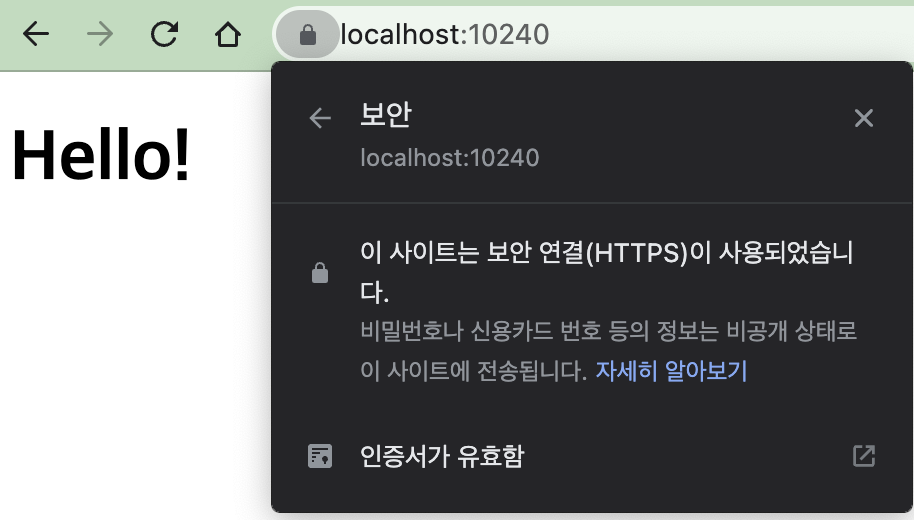 localhost:10240
Hello!
보안
localhost:10240
이 사이트는 보안 연결(HTTPS)이 사용되었습니
다.
비밀번호나 신용카드 번호 등의 정보는 비공개 상태로
이 사이트에 전송됩니다. 자세히 알아보기
인증서가 유효함